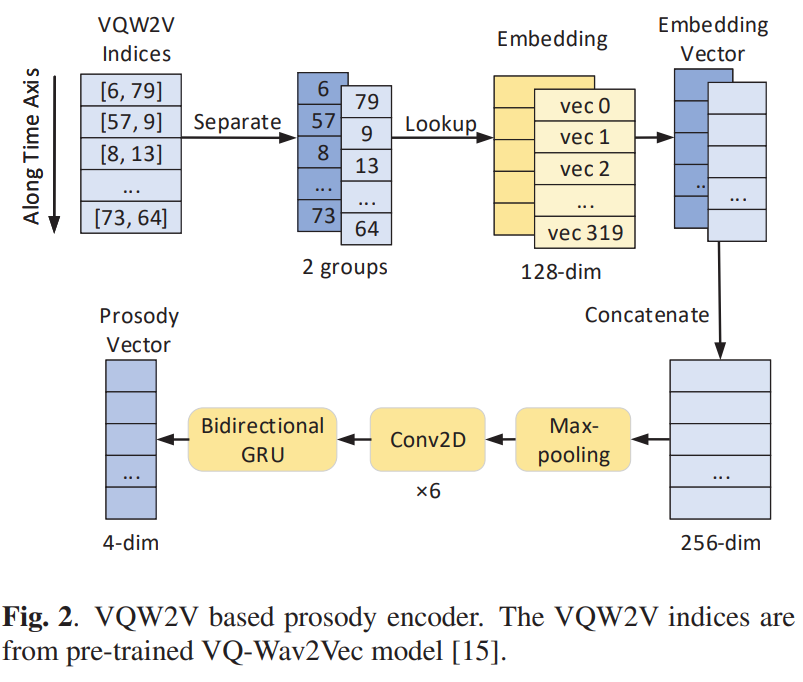 VQW2V
Indices
Along Time Axis
[6, 79]
[57, 9]
[8, 13]
...
[73, 64]
Separate
6
57
8
...
73
79
9
13
...
64
2 groups
Lookup
Embedding
vec 0
vec 1
vec 2
...
vec 319
128-dim
Embedding
Vector
..
...
Concatenate
Prosody
Vector
...
4-dim
Bidirectional
GRU
Conv2D
×6
Max-
pooling
...
256-dim
Fig. 2. VQW2V based prosody encoder. The VQW2V indices are
from pre-trained VQ-Wav2Vec model [15].